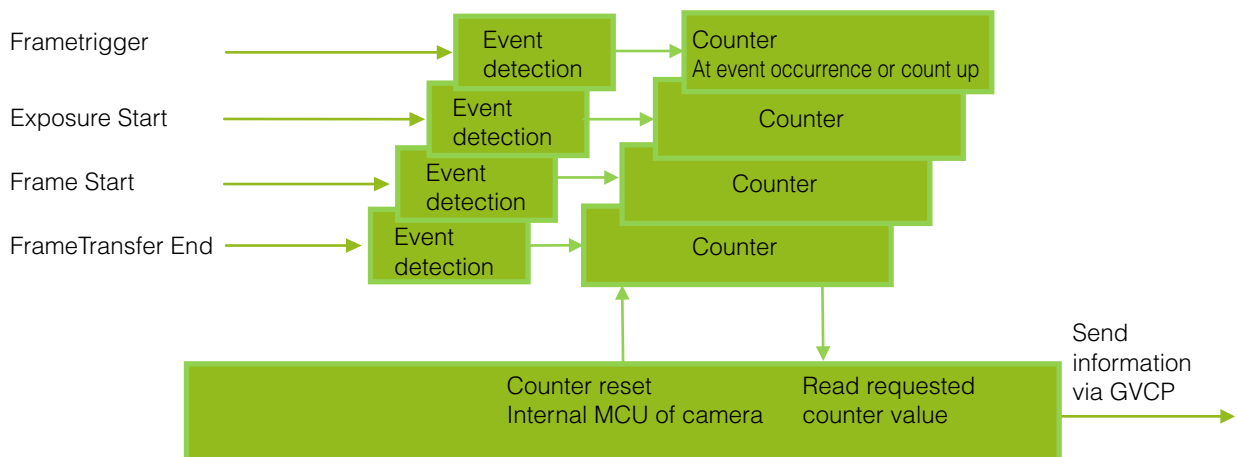 Frametrigger
Event
detection
Counter
At event occurrence or count up
Exposure Start
Event
detection
Counter
Frame Start
Event
detection
Counter
FrameTransfer End
Event
detection
Counter
Counter reset
Internal MCU of camera
Read requested
counter value
Send
information
via GVCP